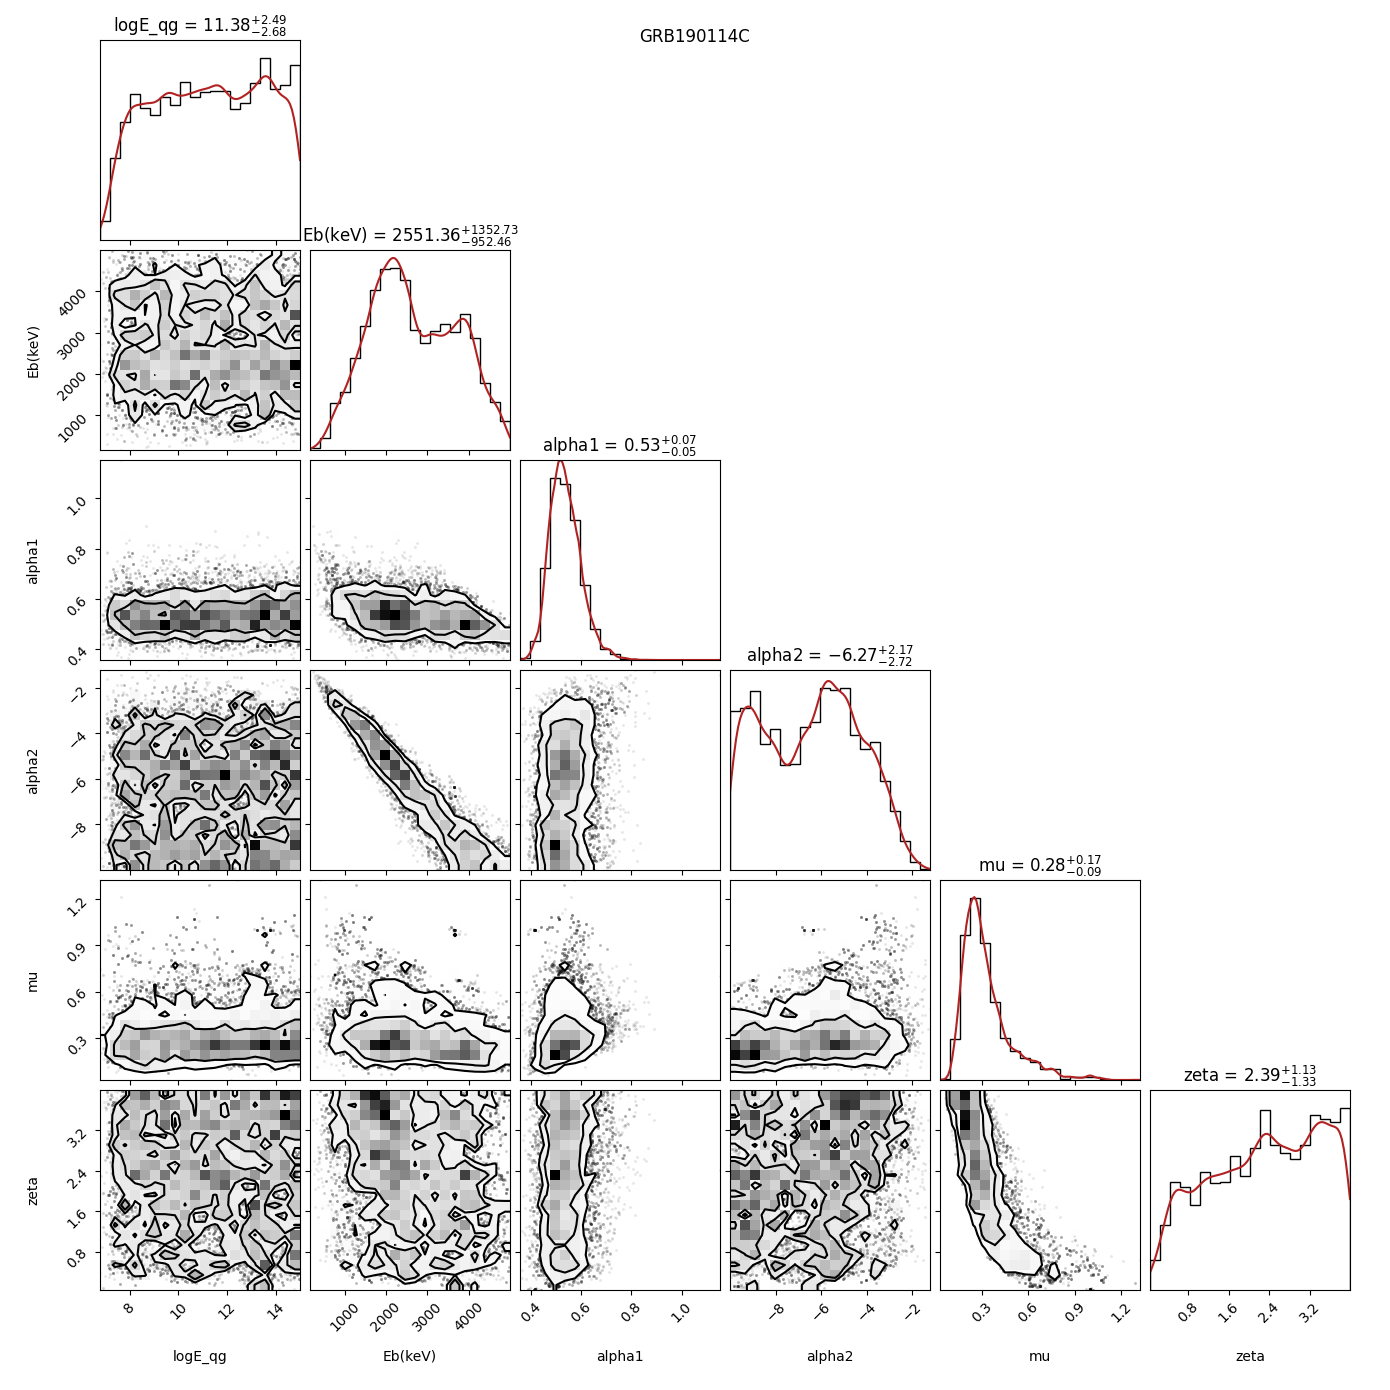 GRB190114C
logE_qg = 11.38^{+2.49}_{-2.68}
Eb(keV) = 2551.36^{+1352.73}_{-952.46}
4000
3000
2000
1000
Eb(keV)
alpha1 = 0.53^{+0.07}_{-0.05}
1.0
0.8
0.6
0.4
alpha1
alpha2 = −6.27^{+2.17}_{-2.72}
−2
−4
−6
−8
alpha2
mu = 0.28^{+0.17}_{-0.09}
1.2
0.9
0.6
0.3
mu
zeta = 2.39^{+1.13}_{-1.33}
3.2
2.4
1.6
0.8
zeta
8 10 12 14 1000 2000 3000 4000 0.4 0.6 0.8 1.0 −8 −6 −4 −2 0.3 0.6 0.9 1.2 0.8 1.6 2.4 3.2
logE_qg Eb(keV) alpha1 alpha2 mu zeta